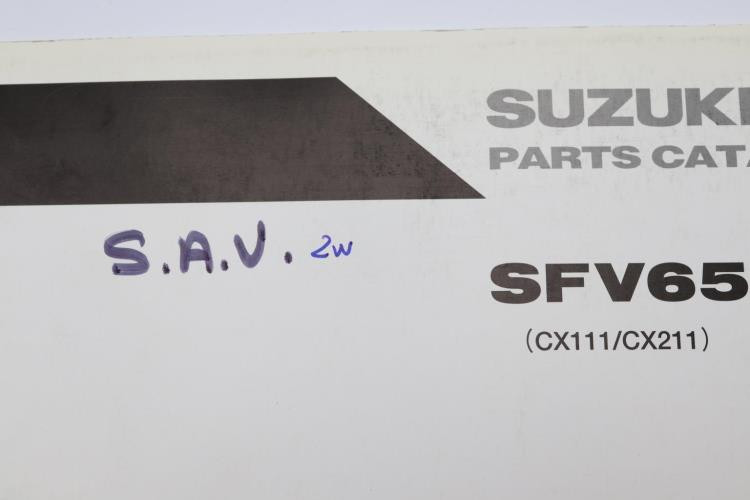 SUZUKI
PARTS CATA
S.A.V. 2W
SFV65
(CX111/CX211)